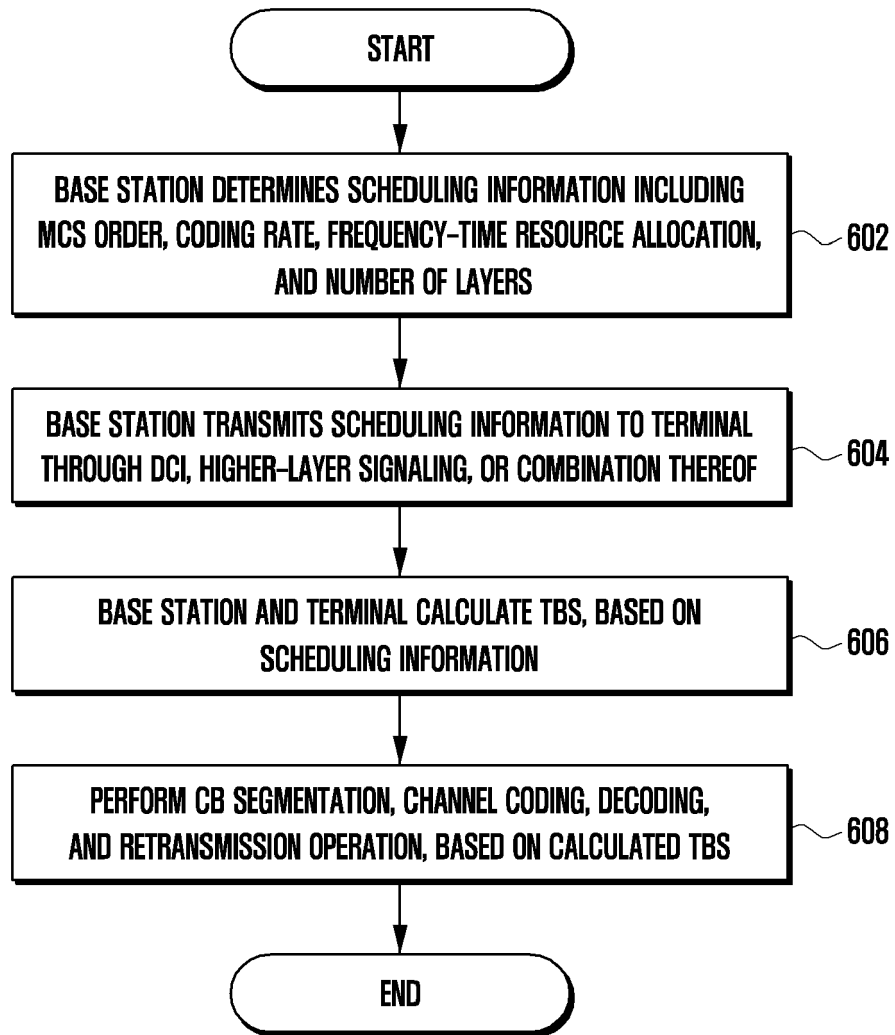 START
BASE STATION DETERMINES SCHEDULING INFORMATION INCLUDING
MCS ORDER, CODING RATE, FREQUENCY-TIME RESOURCE ALLOCATION,
AND NUMBER OF LAYERS
602
BASE STATION TRANSMITS SCHEDULING INFORMATION TO TERMINAL
THROUGH DCI, HIGHER-LAYER SIGNALING, OR COMBINATION THEREOF
604
BASE STATION AND TERMINAL CALCULATE TBS, BASED ON
SCHEDULING INFORMATION
606
PERFORM CB SEGMENTATION, CHANNEL CODING, DECODING,
AND RETRANSMISSION OPERATION, BASED ON CALCULATED TBS
608
END